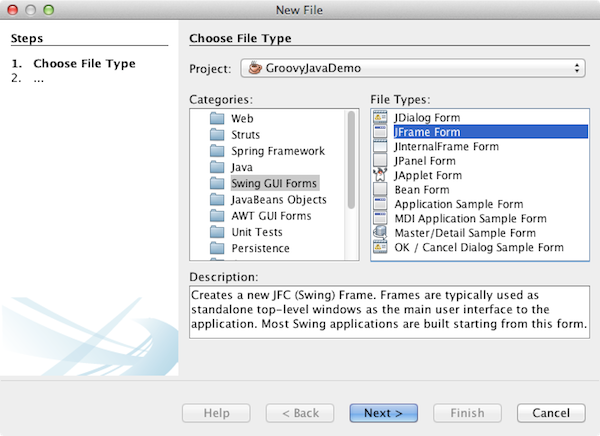 New File
Steps
1. Choose File Type
2. ...
Choose File Type
Project: GroovyJavaDemo
Categories:
Web
Struts
Spring Framework
Java
Swing GUI Forms
JavaBeans Objects
AWT GUI Forms
Unit Tests
Persistence
File Types:
JDialog Form
JFrame Form
JInternalFrame Form
JPanel Form
JApplet Form
Bean Form
Application Sample Form
MDI Application Sample Form
Master/Detail Sample Form
OK / Cancel Dialog Sample Form
Description:
Creates a new JFC (Swing) Frame. Frames are typically used as
standalone top-level windows as the main user interface to the
application. Most Swing applications are built starting from this form.
Help
< Back
Next >
Finish
Cancel